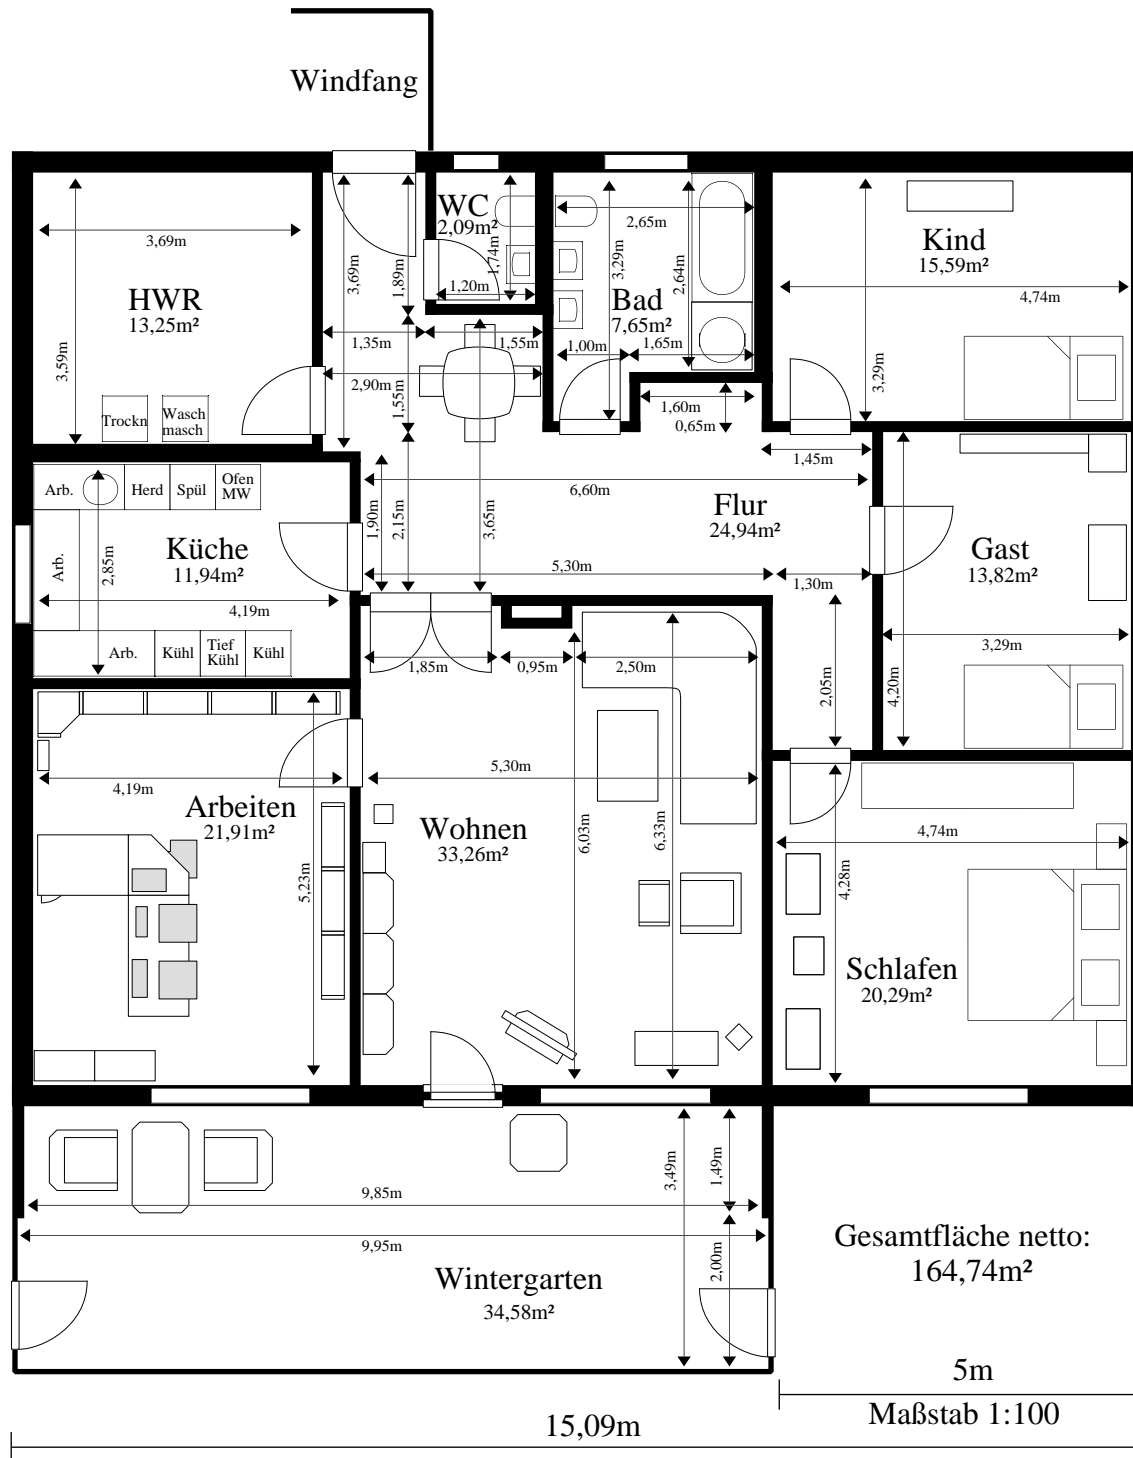 Windfang
WC
2,09m²
1,74m
1,20m
3,69m
HWR
13,25m²
3,59m
Trockn
Wasch
masch
3,69m
1,89m
1,35m
1,55m
2,90m
1,55m
2,65m
3,29m
2,64m
Bad
7,65m²
1,00m
1,65m
1,60m
0,65m
Kind
15,59m²
4,74m
3,29m
1,45m
6,60m
Flur
24,94m²
1,90m
2,15m
3,65m
5,30m
1,30m
2,05m
Arb.
Herd
Spül
Ofen
MW
Küche
11,94m²
Arb.
2,85m
4,19m
Arb.
Kühl
Tief
Kühl
Kühl
Gast
13,82m²
3,29m
4,20m
1,85m
0,95m
2,50m
5,30m
Wohnen
33,26m²
6,03m
6,33m
4,19m
Arbeiten
21,91m²
5,23m
4,74m
4,28m
Schlafen
20,29m²
3,49m
1,49m
9,85m
9,95m
2,00m
Wintergarten
34,58m²
Gesamtfläche netto:
164,74m²
5m
Maßstab 1:100
15,09m